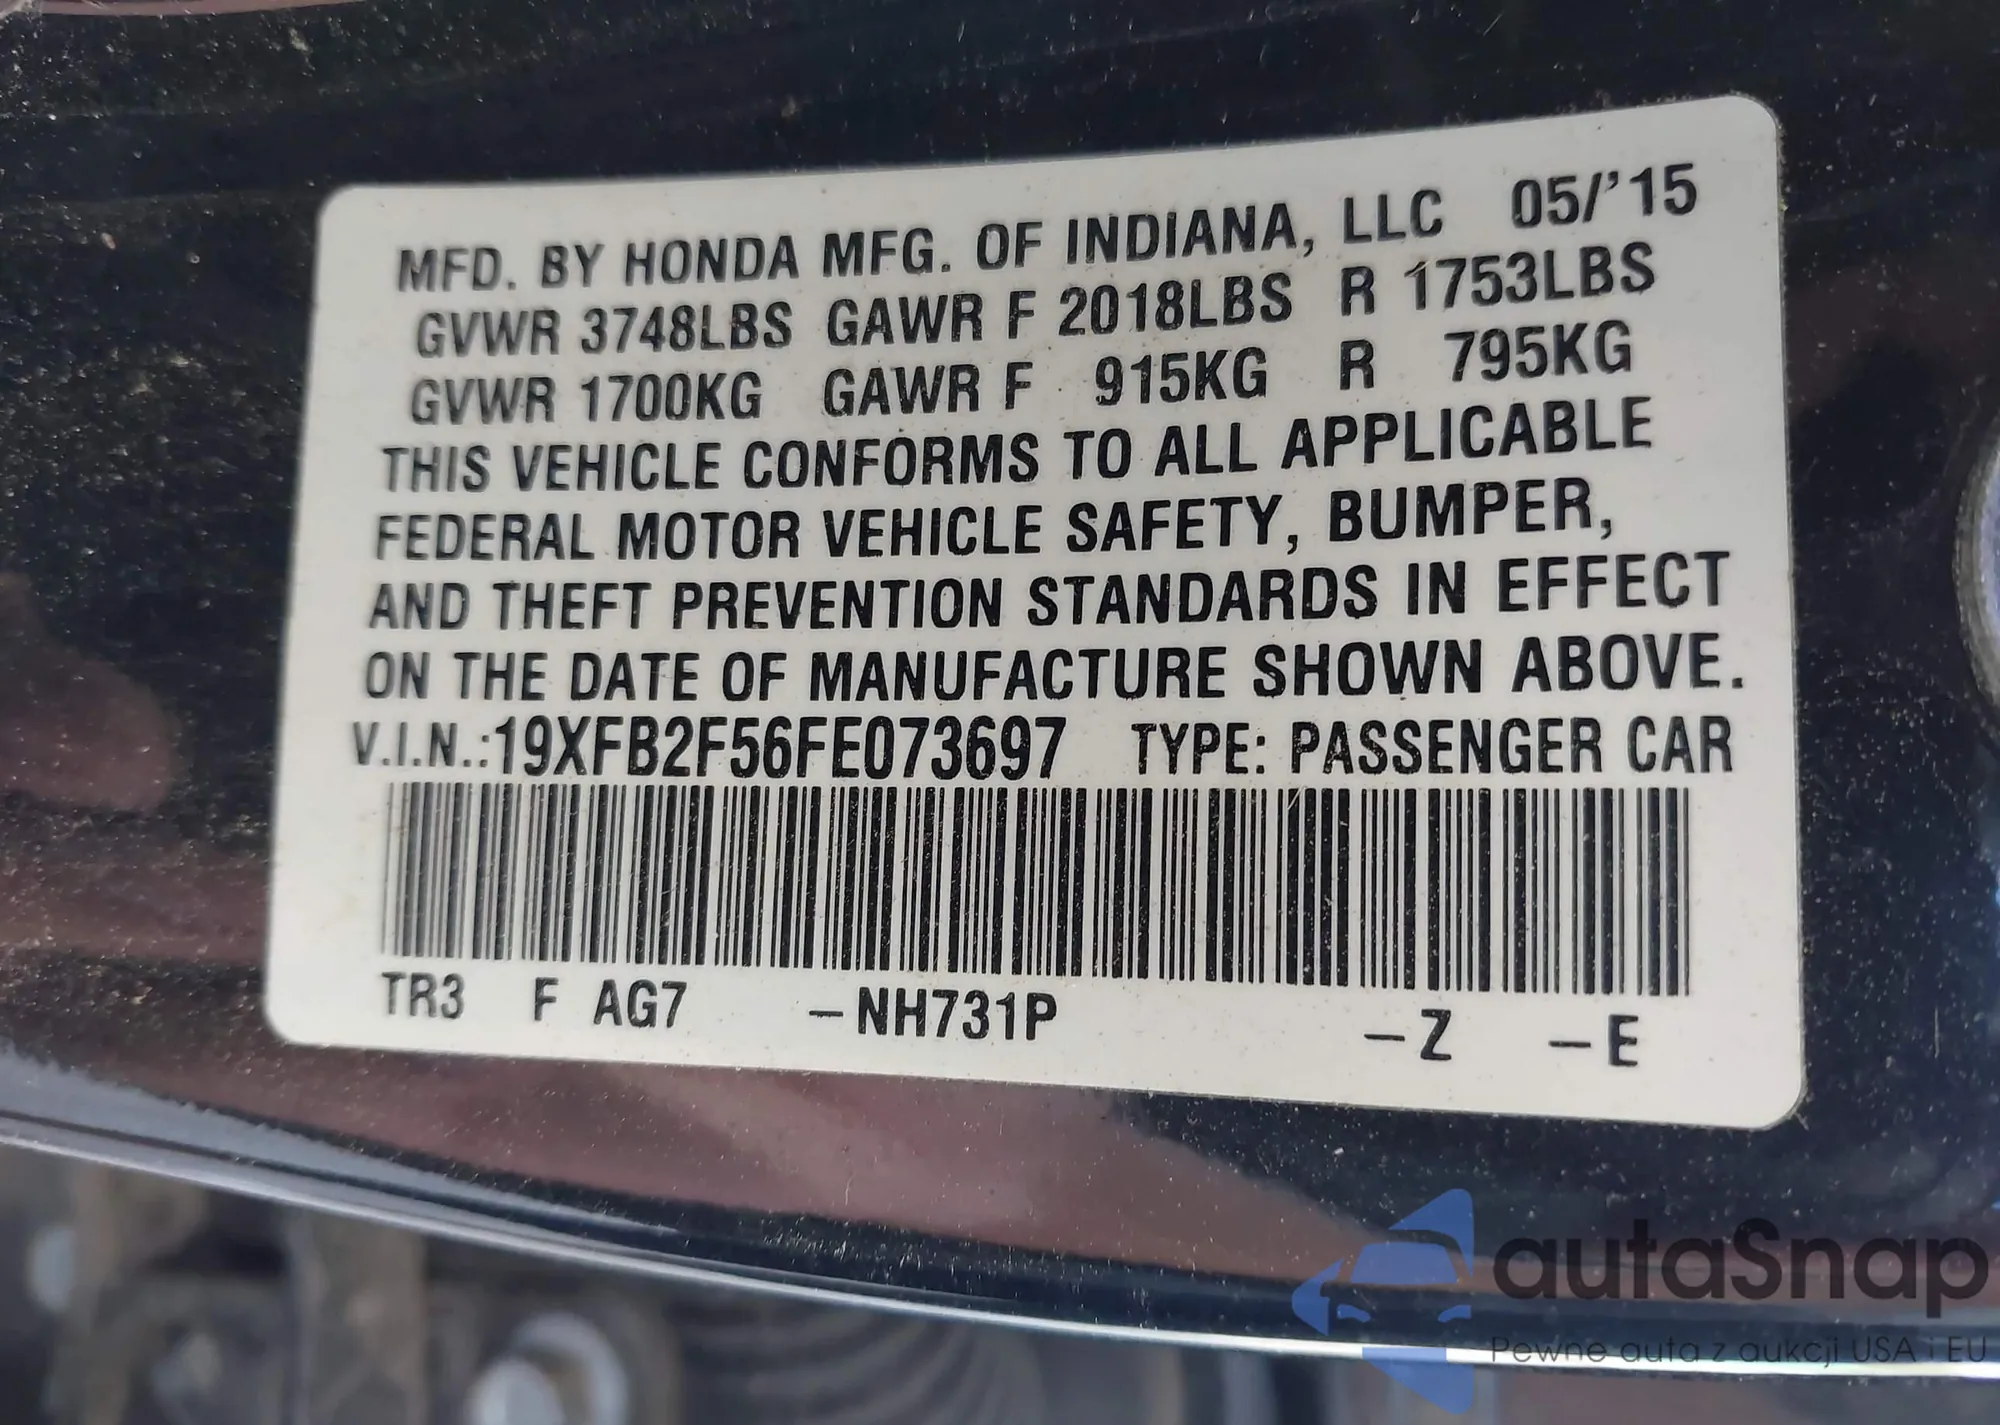 MFD. BY HONDA MFG. OF INDIANA, LLC 05/'15
GVWR 3748LBS GAWR F 2018LBS R 1753LBS
GVWR 1700KG GAWR F 915KG R 795KG
THIS VEHICLE CONFORMS TO ALL APPLICABLE
FEDERAL MOTOR VEHICLE SAFETY, BUMPER,
AND THEFT PREVENTION STANDARDS IN EFFECT
ON THE DATE OF MANUFACTURE SHOWN ABOVE.
V.I.N.:19XFB2F56FE073697 TYPE: PASSENGER CAR
TR3 F AG7 –NH731P –Z –E
autaSnap
Pewne auta z aukcji USA i EU